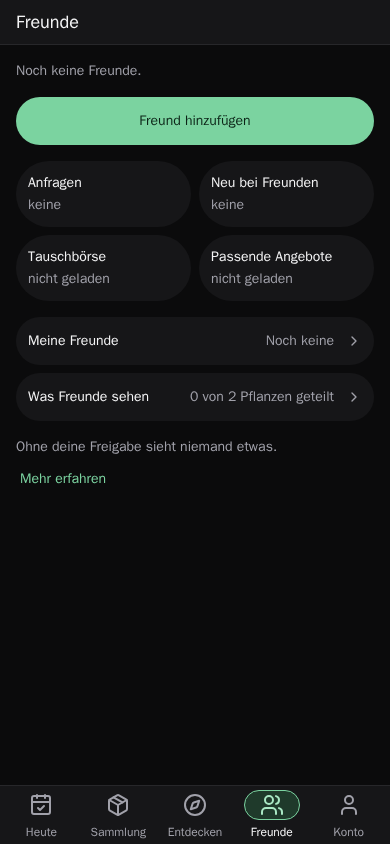 Freunde
Noch keine Freunde.
Freund hinzufügen
Anfragen
keine
Neu bei Freunden
keine
Tauschbörse
nicht geladen
Passende Angebote
nicht geladen
Meine Freunde
Noch keine
Was Freunde sehen
0 von 2 Pflanzen geteilt
Ohne deine Freigabe sieht niemand etwas.
Mehr erfahren
Heute
Sammlung
Entdecken
Freunde
Konto